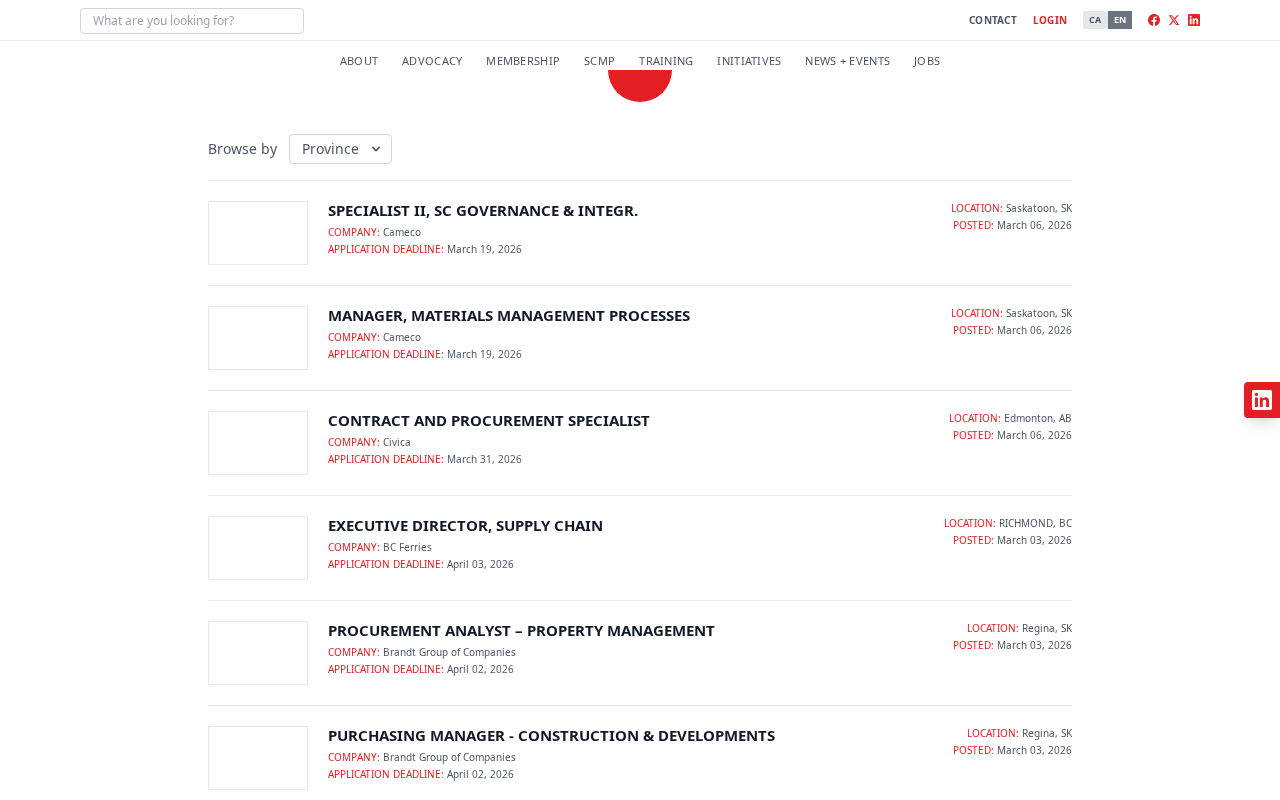 What are you looking for?
CONTACT LOGIN CA EN
ABOUT ADVOCACY MEMBERSHIP SCMP TRAINING INITIATIVES NEWS + EVENTS JOBS
Browse by Province
SPECIALIST II, SC GOVERNANCE & INTEGR.
COMPANY: Cameco
APPLICATION DEADLINE: March 19, 2026
LOCATION: Saskatoon, SK
POSTED: March 06, 2026
MANAGER, MATERIALS MANAGEMENT PROCESSES
COMPANY: Cameco
APPLICATION DEADLINE: March 19, 2026
LOCATION: Saskatoon, SK
POSTED: March 06, 2026
CONTRACT AND PROCUREMENT SPECIALIST
COMPANY: Civica
APPLICATION DEADLINE: March 31, 2026
LOCATION: Edmonton, AB
POSTED: March 06, 2026
EXECUTIVE DIRECTOR, SUPPLY CHAIN
COMPANY: BC Ferries
APPLICATION DEADLINE: April 03, 2026
LOCATION: RICHMOND, BC
POSTED: March 03, 2026
PROCUREMENT ANALYST – PROPERTY MANAGEMENT
COMPANY: Brandt Group of Companies
APPLICATION DEADLINE: April 02, 2026
LOCATION: Regina, SK
POSTED: March 03, 2026
PURCHASING MANAGER - CONSTRUCTION & DEVELOPMENTS
COMPANY: Brandt Group of Companies
APPLICATION DEADLINE: April 02, 2026
LOCATION: Regina, SK
POSTED: March 03, 2026